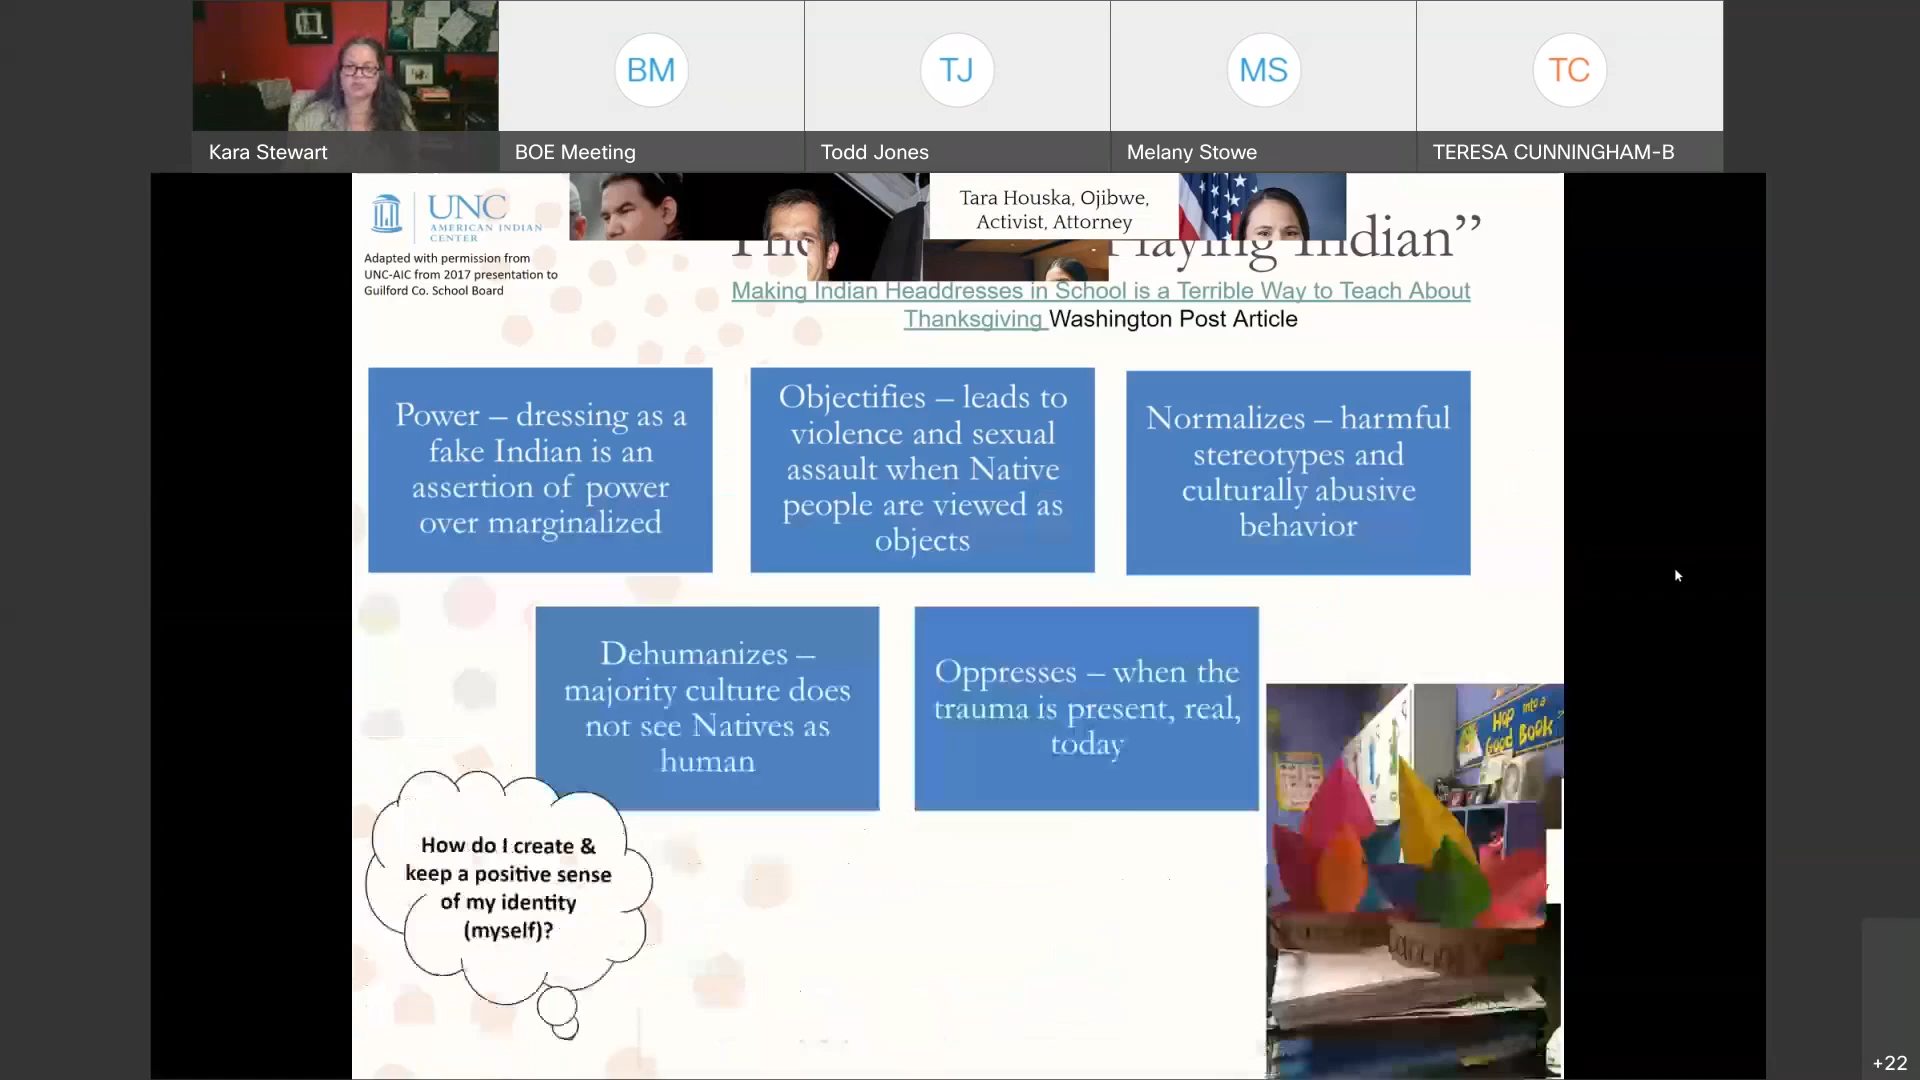 BM
TJ
MS
TC
Kara Stewart
BOE Meeting
Todd Jones
Melany Stowe
TERESA CUNNINGHAM-B
UNC
AMERICAN INDIAN
CENTER
Adapted with permission from
UNC-AIC from 2017 presentation to
Guilford Co. School Board
Tara Houska, Ojibwe,
Activist, Attorney
Indian”
Making Indian Headdresses in School is a Terrible Way to Teach About
Thanksgiving Washington Post Article
Power – dressing as a
fake Indian is an
assertion of power
over marginalized
Objectifies – leads to
violence and sexual
assault when Native
people are viewed as
objects
Normalizes – harmful
stereotypes and
culturally abusive
behavior
Dehumanizes –
majority culture does
not see Natives as
human
Oppresses – when the
trauma is present, real,
today
How do I create &
keep a positive sense
of my identity
(myself)?
Hop into a
Good Book
+22